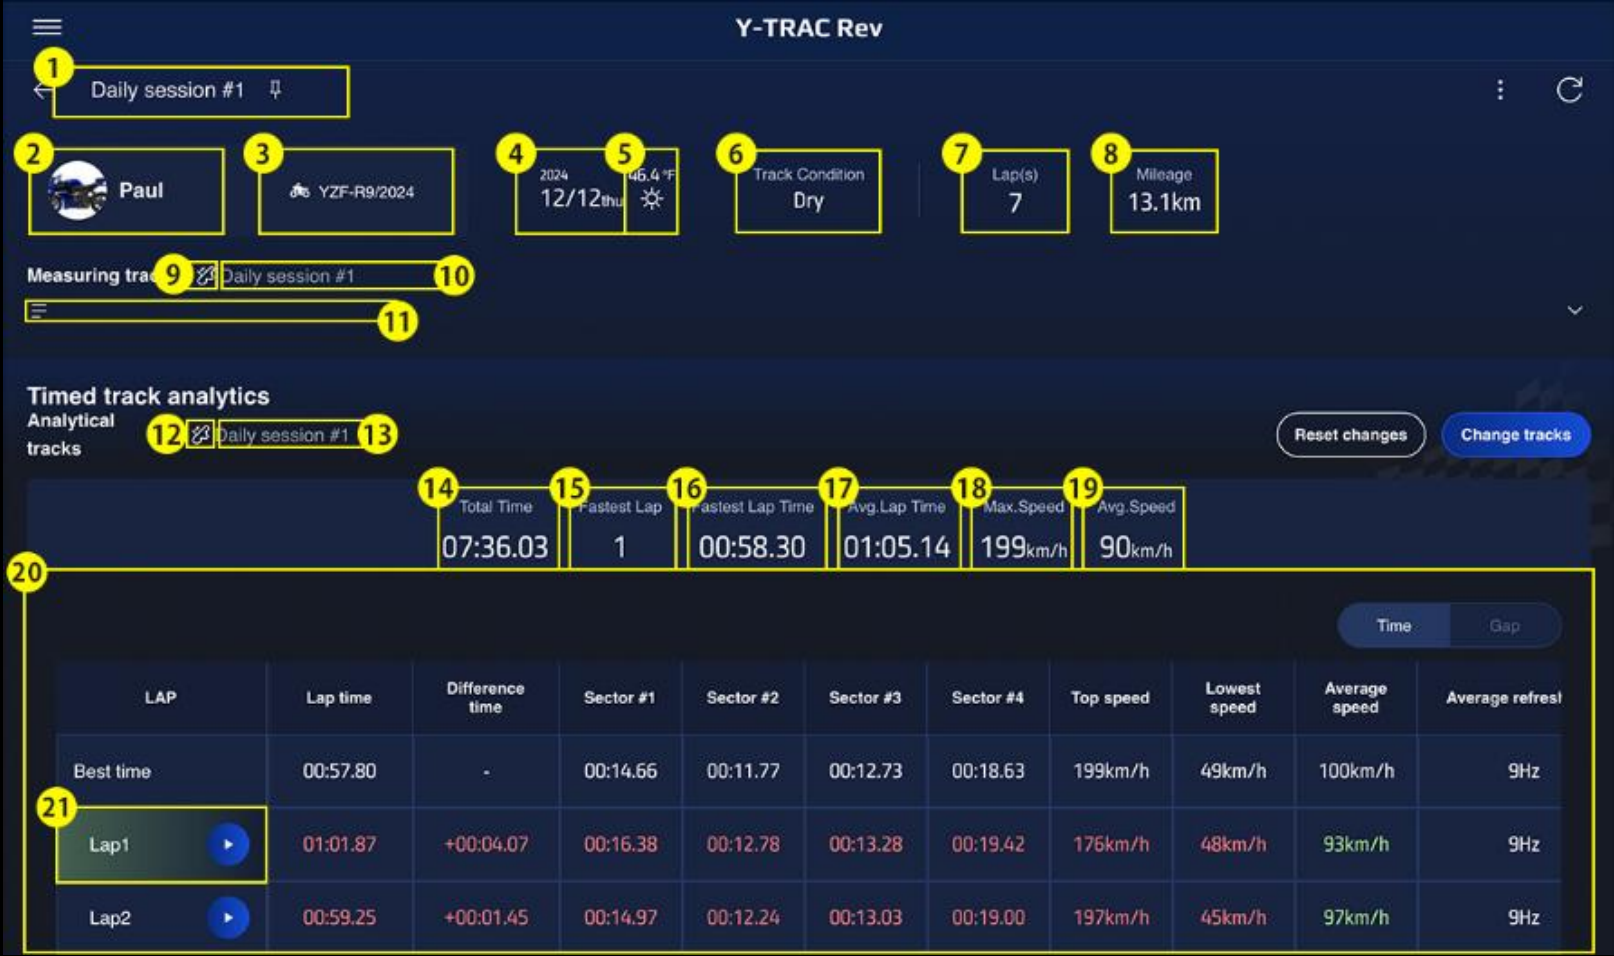 Y-TRAC Rev
1
Daily session #1
2 3 4 5 6 7 8
Paul
YZF-R9/2024
2024
12/12thu
46.4 °F
Track Condition
Dry
Lap(s)
7
Mileage
13.1km
Measuring 9 Daily session #1 10
11
Timed track analytics
Analytical
tracks
12 Daily session #1 13
Reset changes
Change tracks
14 15 16 17 18 19
Total Time Fastest Lap Fastest Lap Time Avg.Lap Time Max.Speed Avg.Speed
07:36.03 1 00:58.30 01:05.14 199km/h 90km/h
20
Time Gap
LAP Lap time Difference time Sector #1 Sector #2 Sector #3 Sector #4 Top speed Lowest speed Average speed Average refresh
Best time 00:57.80 - 00:14.66 00:11.77 00:12.73 00:18.63 199km/h 49km/h 100km/h 9Hz
21
Lap1 01:01.87 +00:04.07 00:16.38 00:12.78 00:13.28 00:19.42 176km/h 48km/h 93km/h 9Hz
Lap2 00:59.25 +00:01.45 00:14.97 00:12.24 00:13.03 00:19.00 197km/h 45km/h 97km/h 9Hz